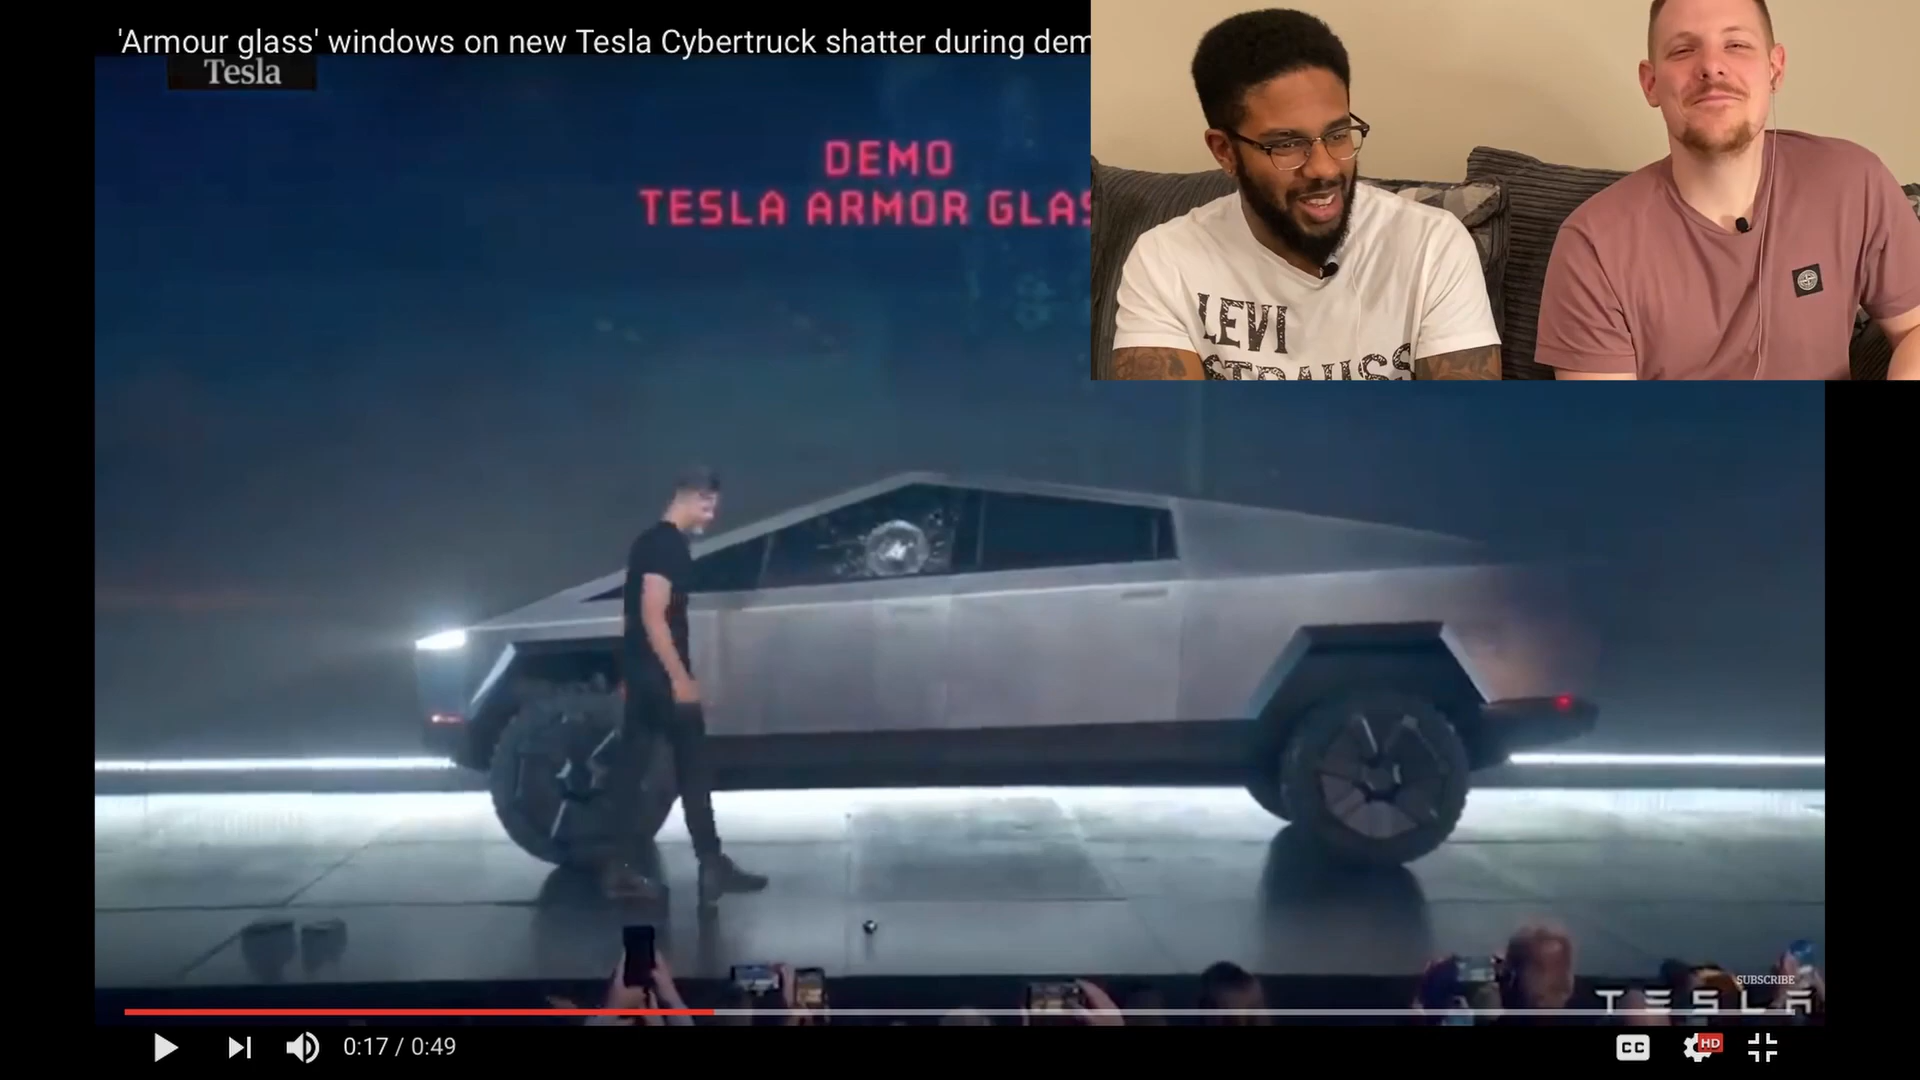 'Armour glass' windows on new Tesla Cybertruck shatter during dem
Tesla
DEMO
TESLA ARMOR GLAS
LEVI
STRAUSS
SUBSCRIBE
TESLA
0:17 / 0:49
CC
HD